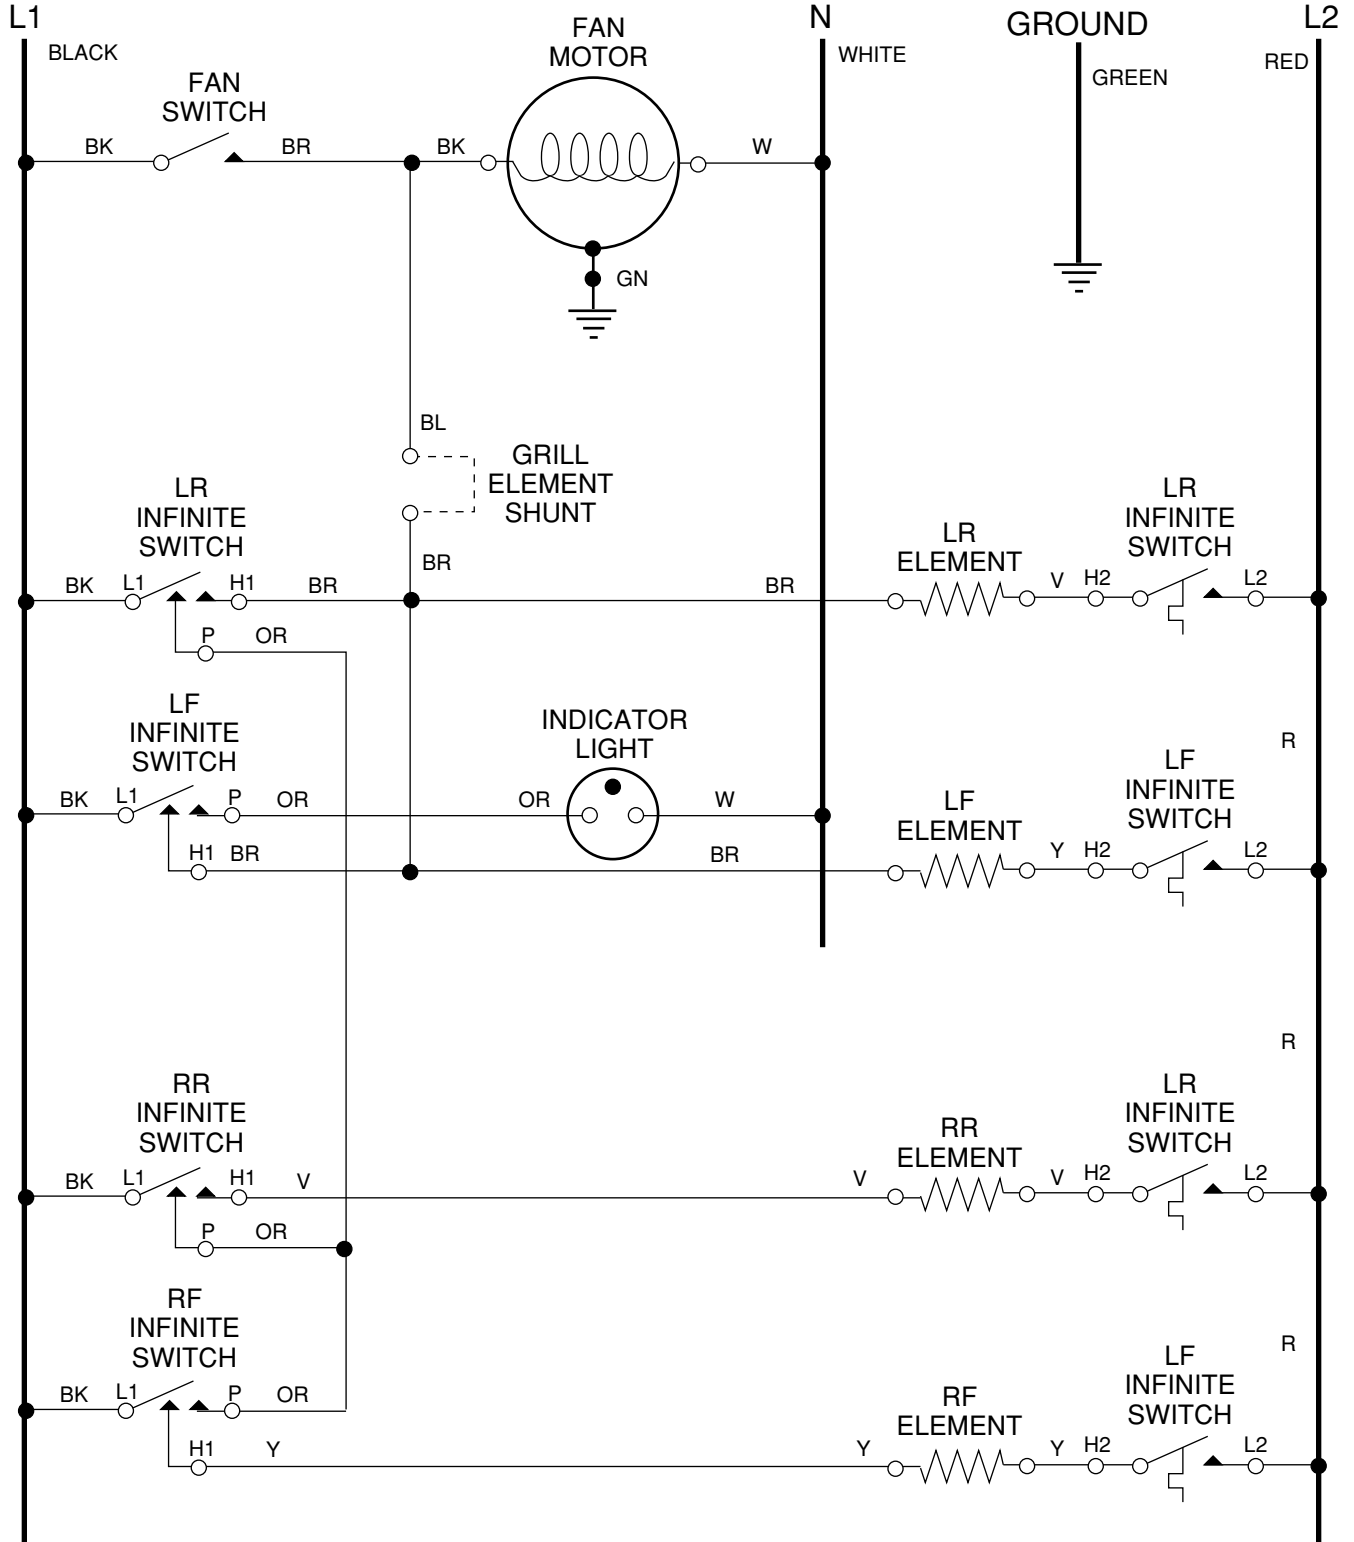 L1
N
GROUND
L2
BLACK
FAN
MOTOR
WHITE
GREEN
RED
FAN
SWITCH
BK
BR
BK
W
GN
BL
GRILL
ELEMENT
SHUNT
BR
LR
INFINITE
SWITCH
BK
L1
H1
BR
BR
LR
ELEMENT
V
H2
LR
INFINITE
SWITCH
L2
P
OR
LF
INFINITE
SWITCH
BK
L1
P
OR
INDICATOR
LIGHT
OR
W
R
H1
BR
BR
LF
ELEMENT
Y
H2
LF
INFINITE
SWITCH
L2
R
RR
INFINITE
SWITCH
BK
L1
H1
V
V
RR
ELEMENT
V
H2
LR
INFINITE
SWITCH
L2
P
OR
RF
INFINITE
SWITCH
BK
L1
P
OR
R
H1
Y
Y
RF
ELEMENT
Y
H2
LF
INFINITE
SWITCH
L2